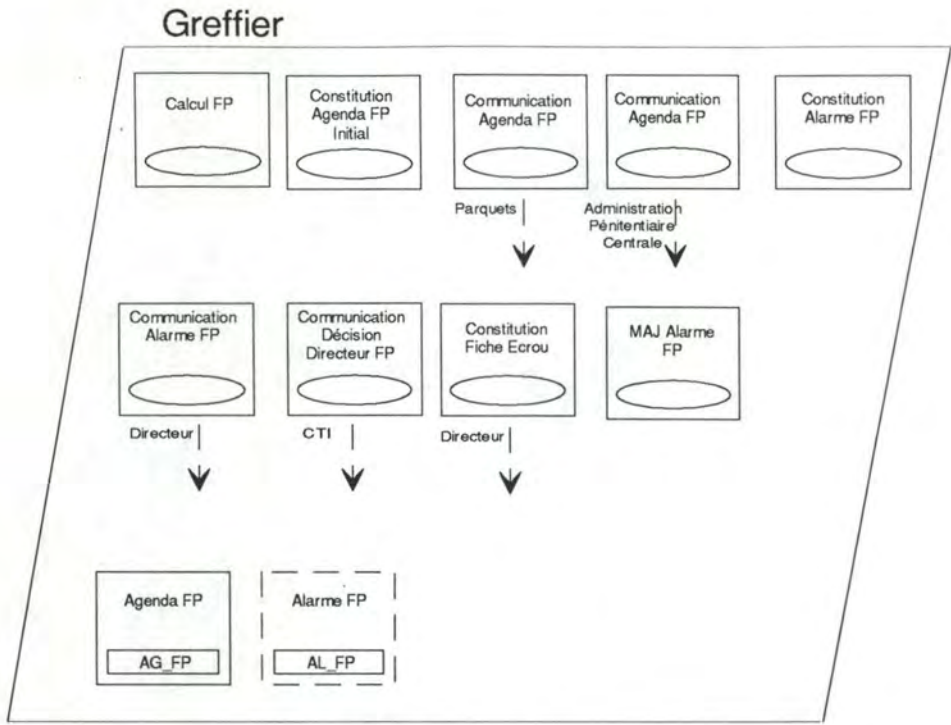 Greffier
Calcul FP
Constitution
Agenda FP
Initial
Communication
Agenda FP
Communication
Agenda FP
Constitution
Alarme FP
Parquets
Administration
Pénitentiaire
Centrale
Communication
Alarme FP
Communication
Décision
Directeur FP
Constitution
Fiche Ecrou
MAJ Alarme
FP
Directeur
CTI
Directeur
Agenda FP
AG_FP
Alarme FP
AL_FP